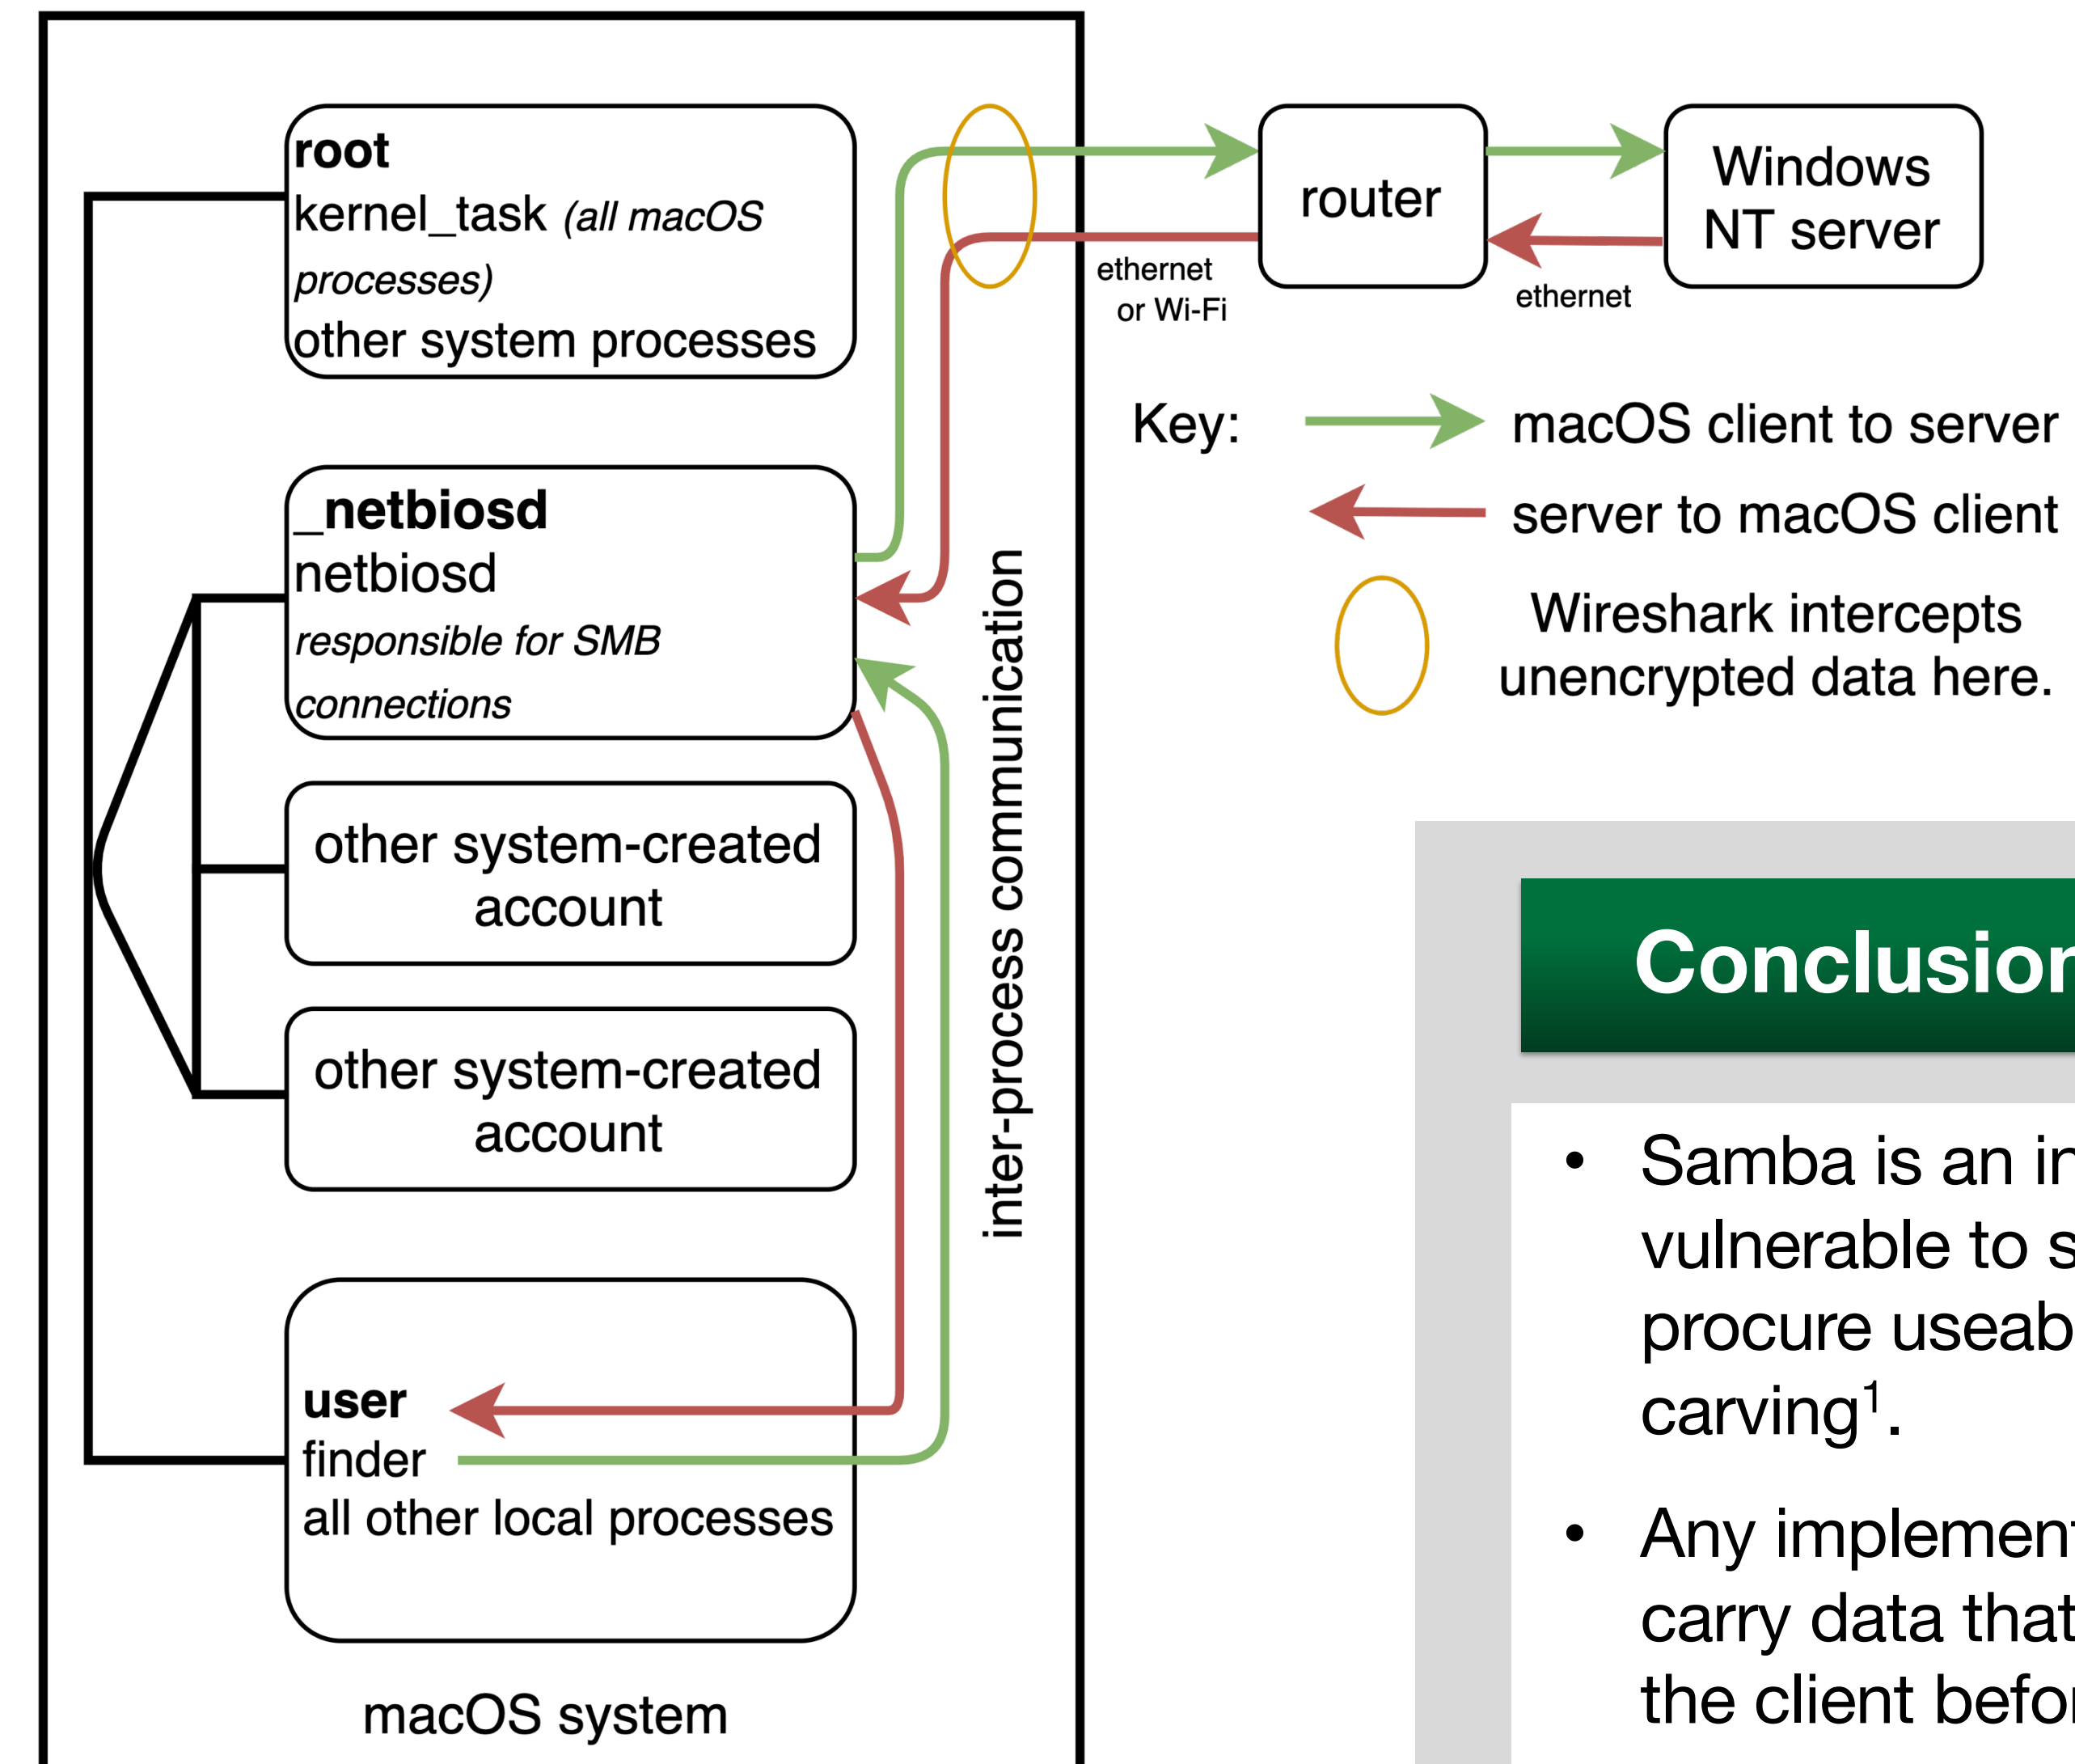 root
kernel_task (all macOS
processes)
other system processes
_netbiosd
netbiosd
responsible for SMB
connections
other system-created
account
other system-created
account
user
finder
all other local processes
macOS system
inter-process communication
ethernet
or Wi-Fi
router
ethernet
Windows
NT server
Key:
macOS client to server
server to macOS client
Wireshark intercepts
unencrypted data here.
Conclusion
• Samba is an in
vulnerable to s
procure useab
carving¹.
• Any implement
carry data that
the client befor